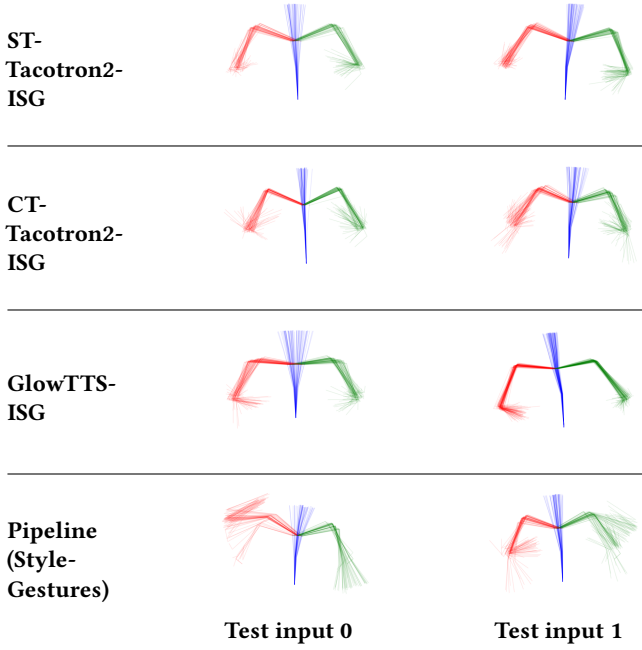 ST-
Tacotron2-
ISG
CT-
Tacotron2-
ISG
GlowTTS-
ISG
Pipeline
(Style-
Gestures)
Test input 0
Test input 1